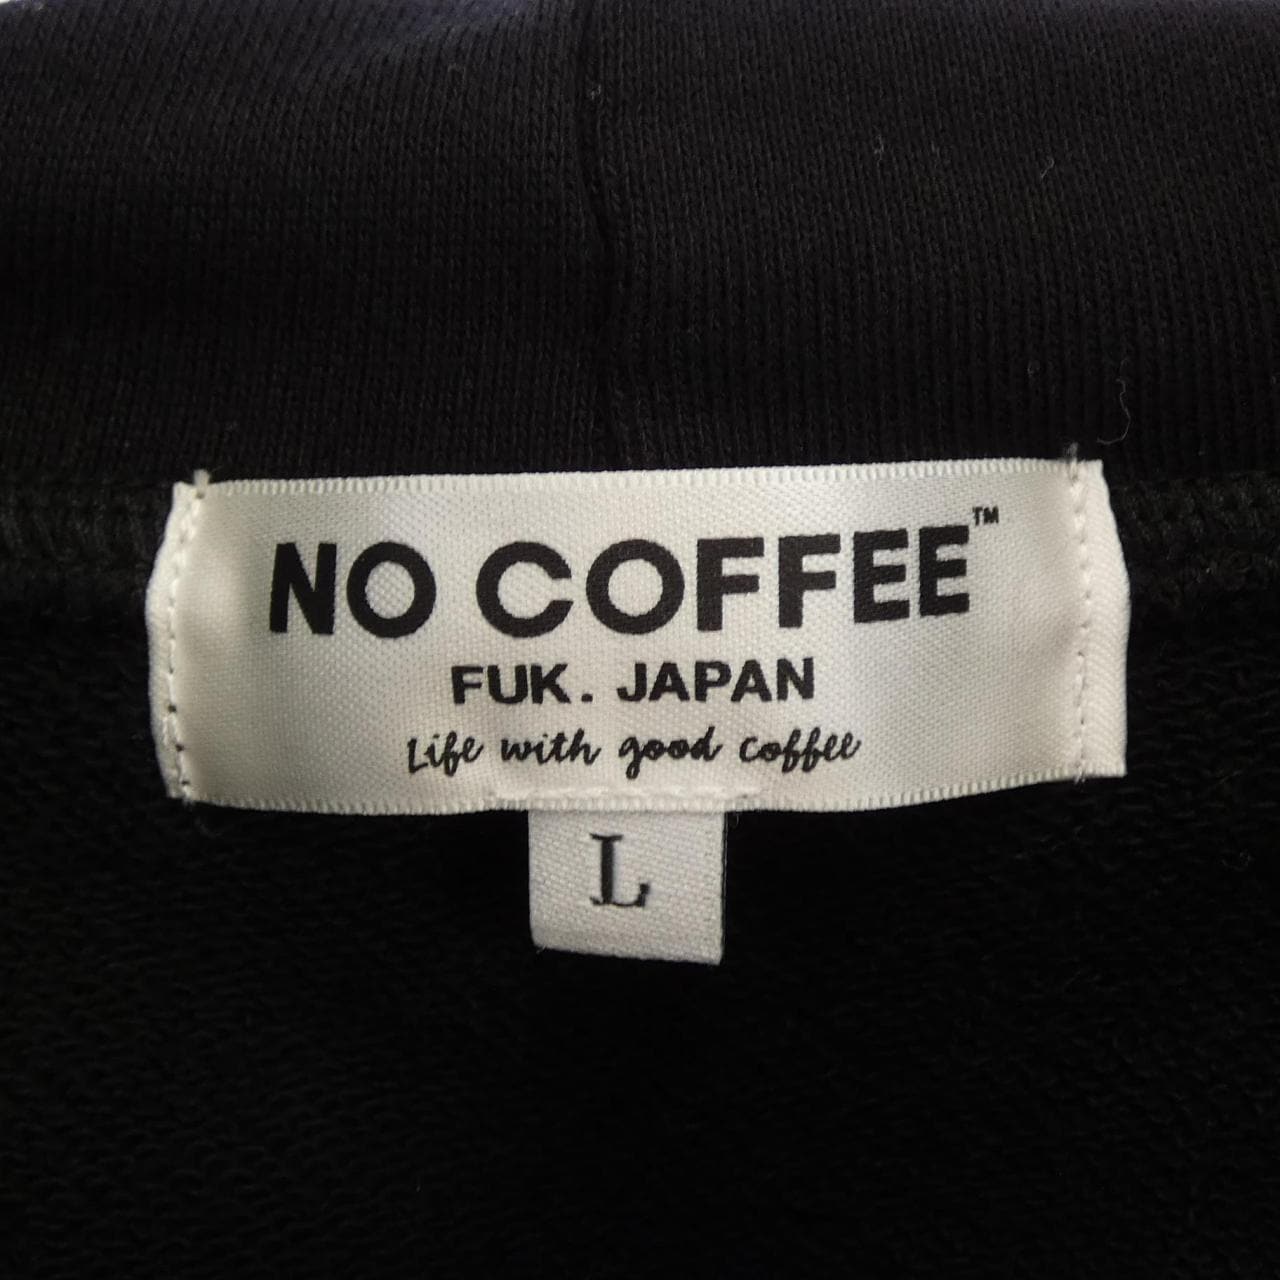 NO COFFEE™
FUK. JAPAN
Life with good coffee
L